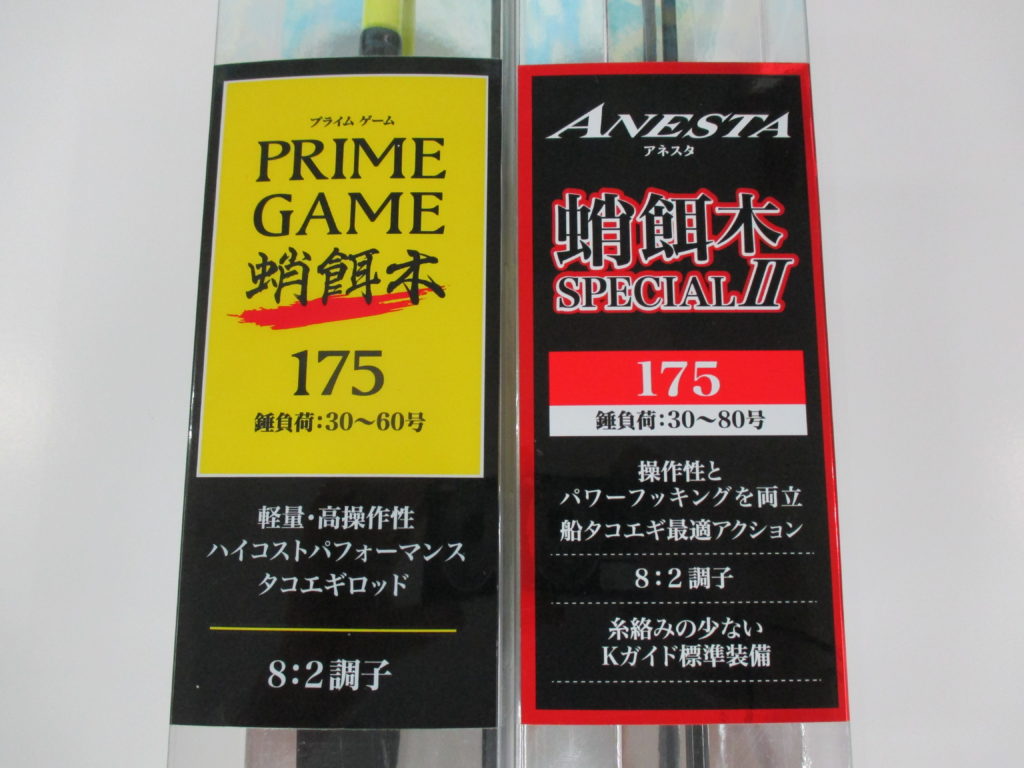 プライム ゲーム
PRIME
GAME
蛸餌木
175
錘負荷:30〜60号
軽量・高操作性
ハイコストパフォーマンス
タコエギロッド
8:2調子
ANESTA
アネスタ
蛸餌木
SPECIAL II
175
錘負荷:30〜80号
操作性と
パワーフッキングを両立
船タコエギ最適アクション
8:2調子
糸絡みの少ない
Kガイド標準装備